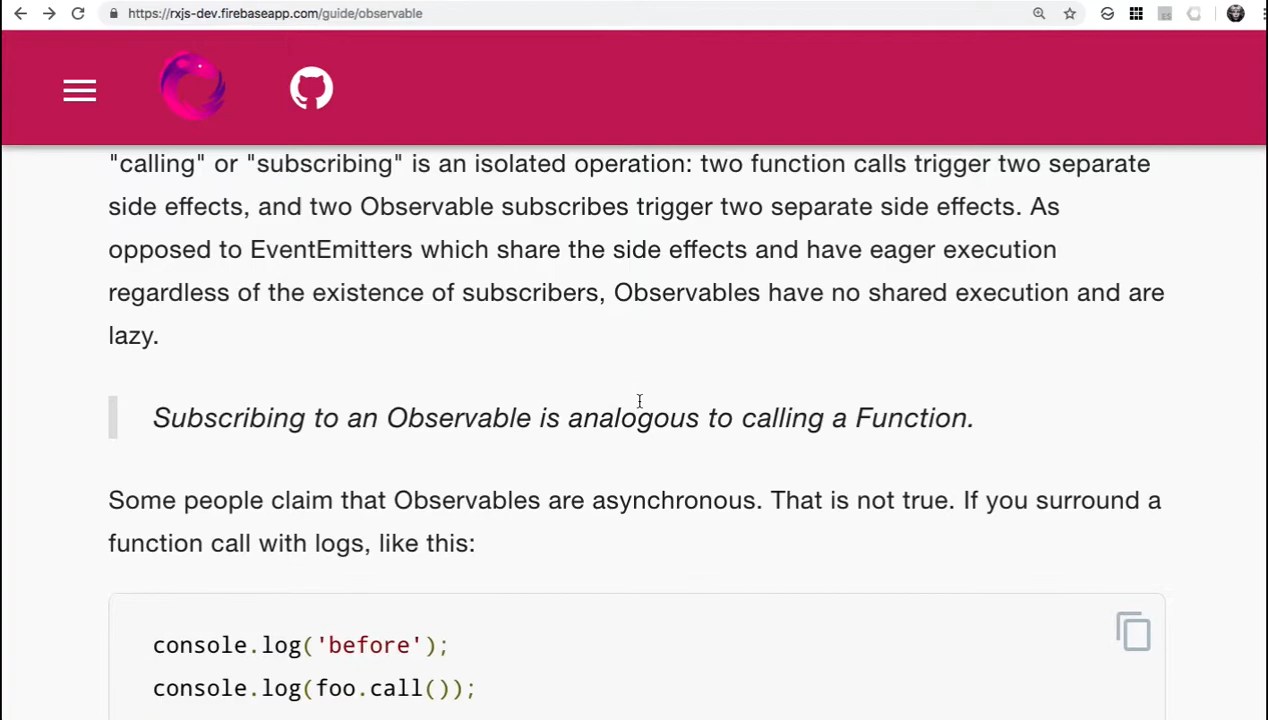 https://rxjs-dev.firebaseapp.com/guide/observable
"calling" or "subscribing" is an isolated operation: two function calls trigger two separate
side effects, and two Observable subscribes trigger two separate side effects. As
opposed to EventEmitters which share the side effects and have eager execution
regardless of the existence of subscribers, Observables have no shared execution and are
lazy.
Subscribing to an Observable is analogous to calling a Function.
Some people claim that Observables are asynchronous. That is not true. If you surround a
function call with logs, like this:
console.log('before');
console.log(foo.call());